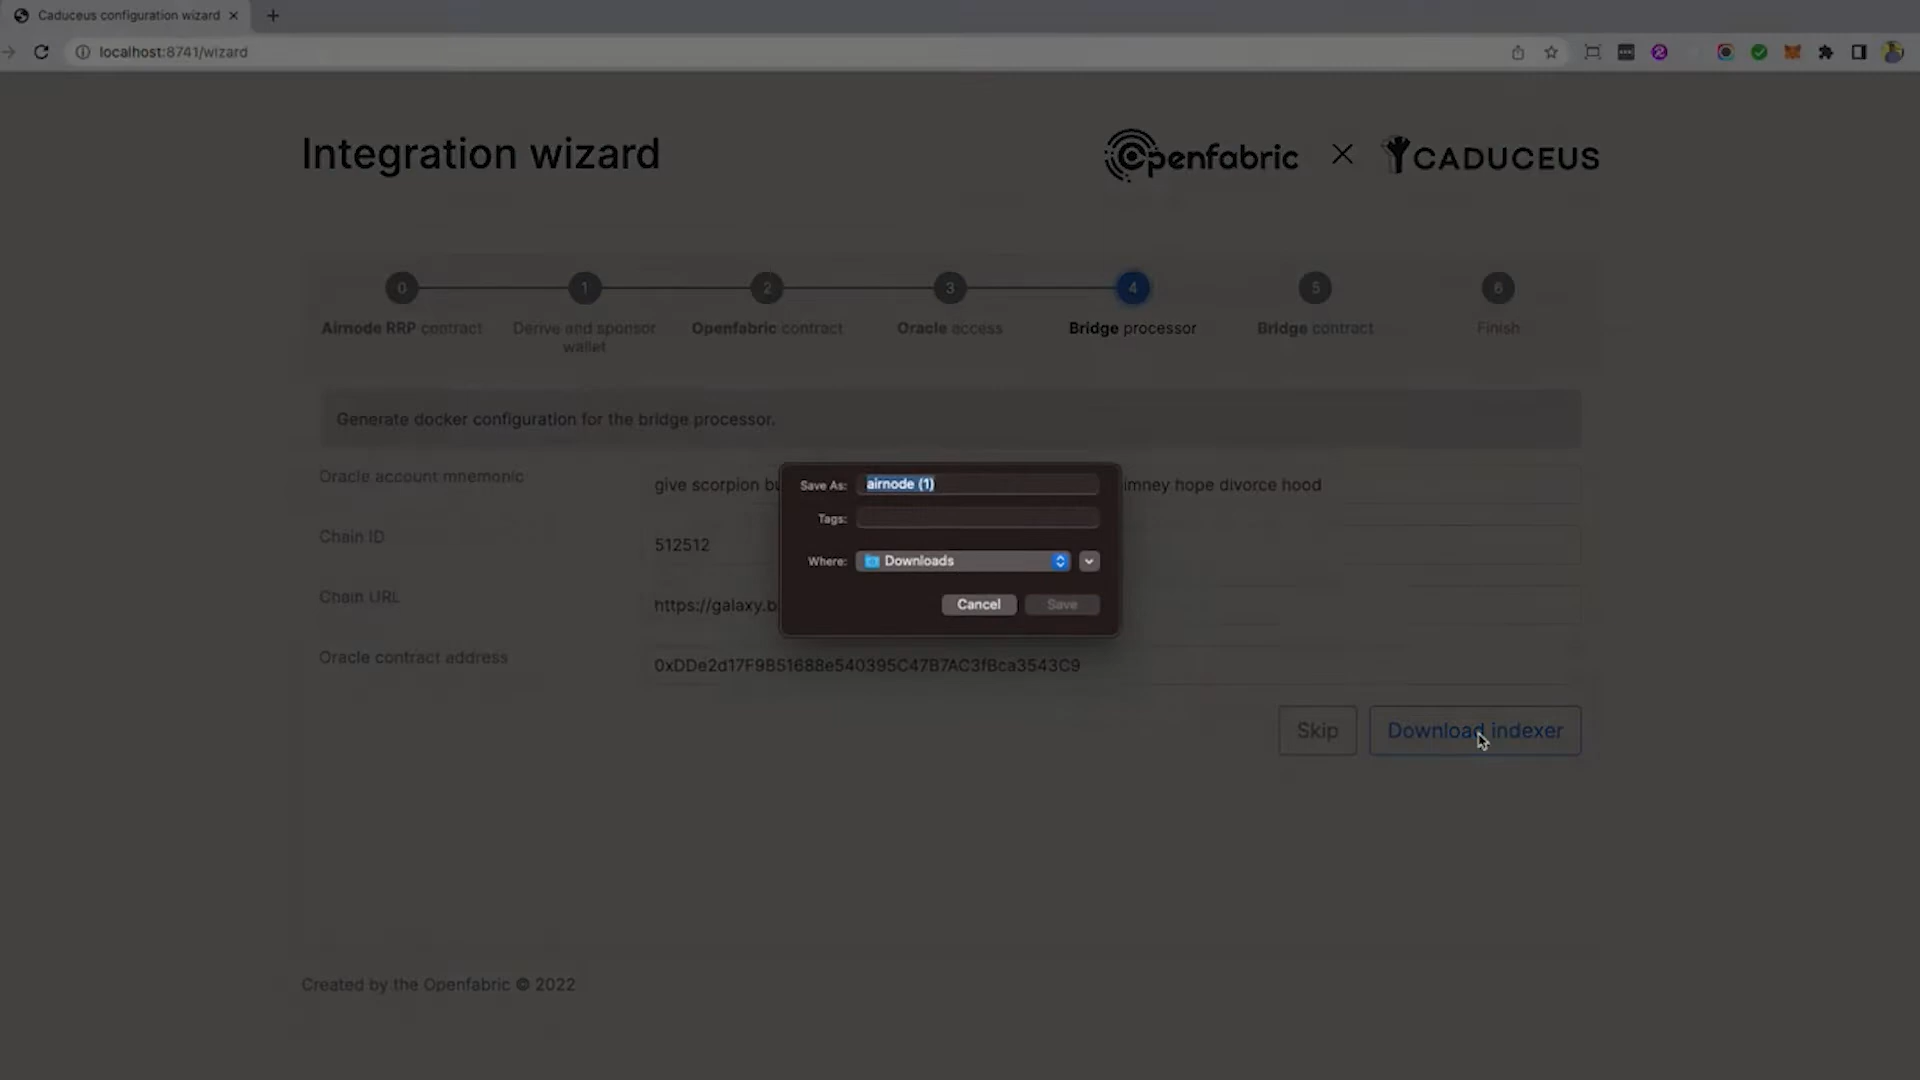 Caduceus configuration wizard
localhost:8741/wizard
Integration wizard
Openfabric × CADUCEUS
0 1 2 3 4 5 6
Airnode RRP contract
Derive and sponsor
wallet
Openfabric contract
Oracle access
Bridge processor
Bridge contract
Finish
Generate docker configuration for the bridge processor.
Oracle account mnemonic
give scorpion bu
mney hope divorce hood
Chain ID
512512
Chain URL
https://galaxy.b
Oracle contract address
0xDDe2d17F9B51688e540395C47B7AC3fBca3543C9
Save As: airnode (1)
Tags:
Where: Downloads
Cancel Save
Skip Download indexer
Created by the Openfabric © 2022